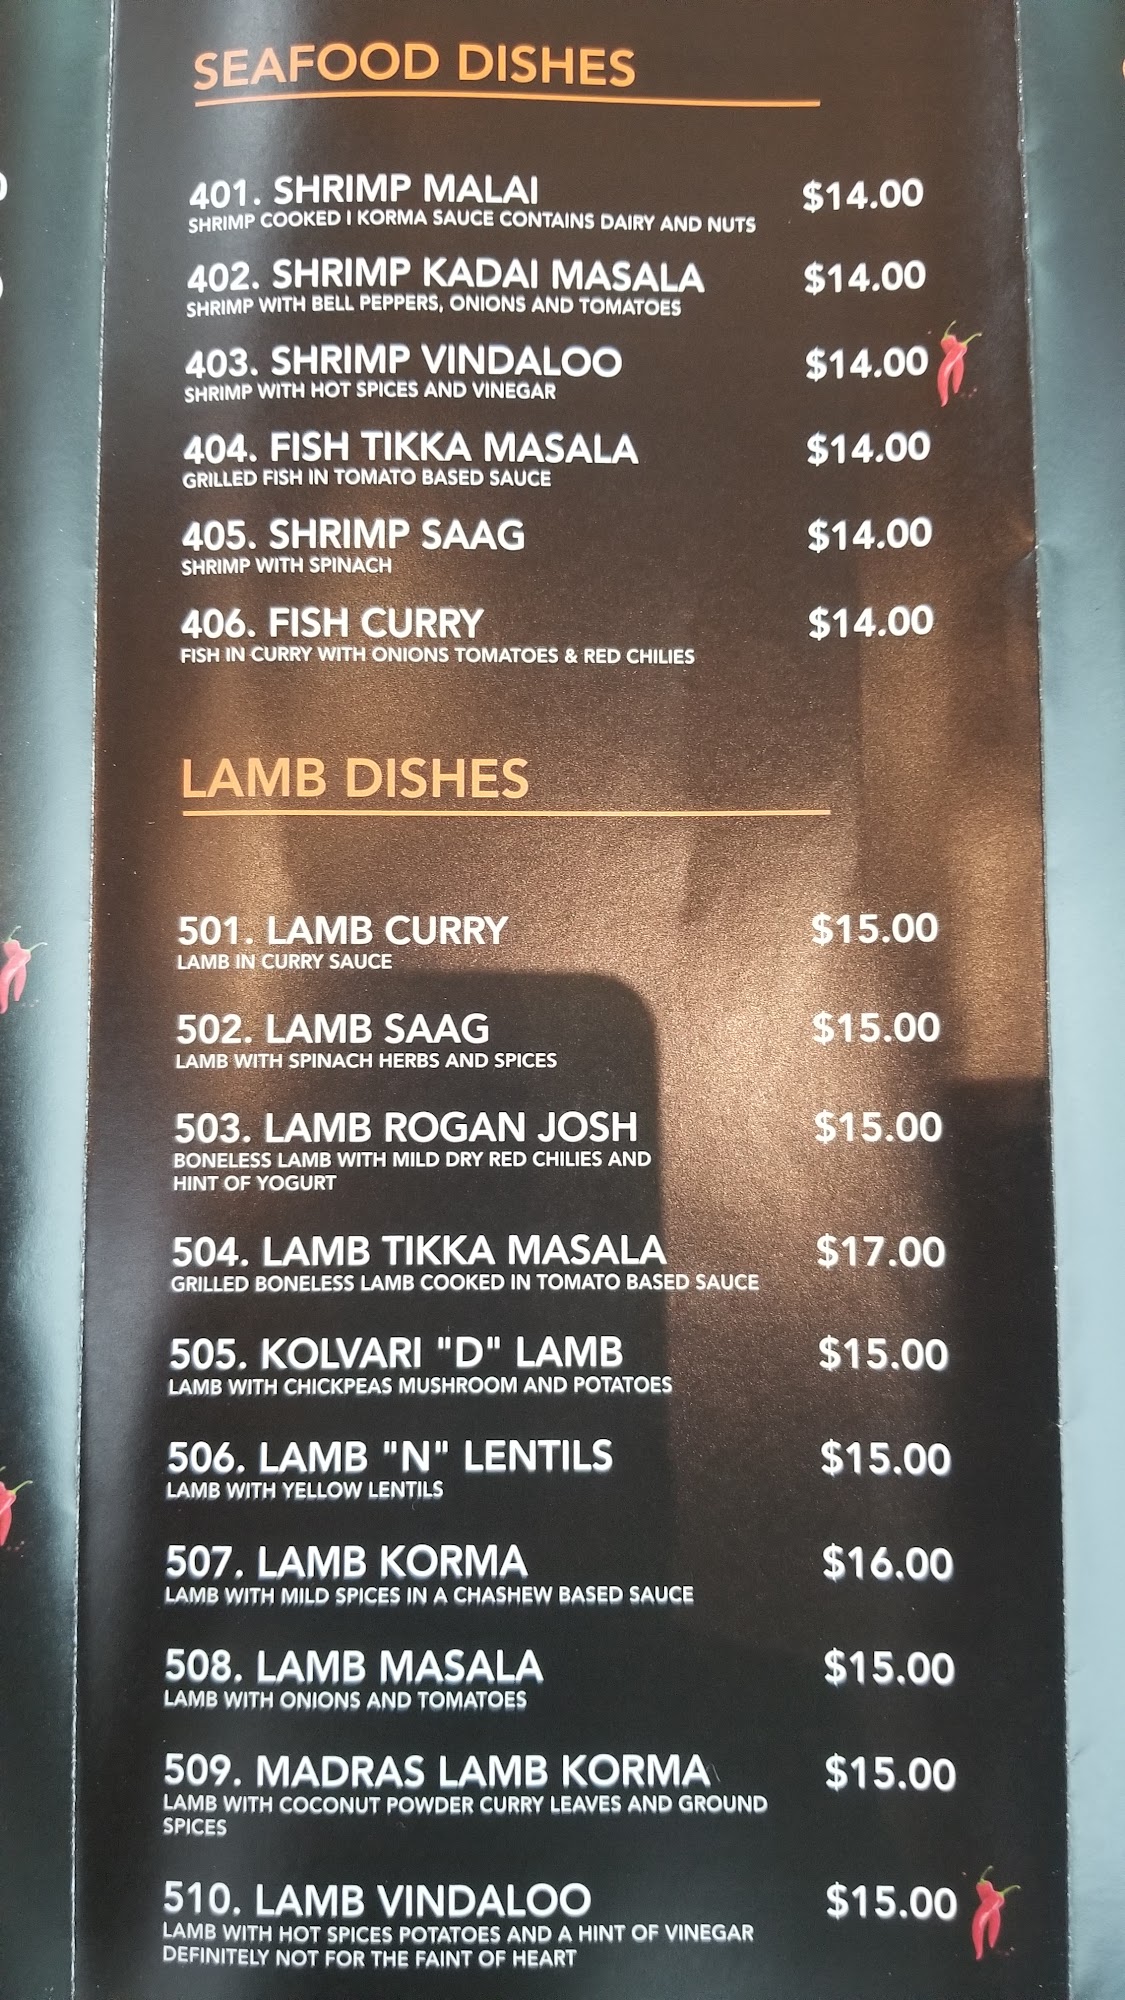 SEAFOOD DISHES
401. SHRIMP MALAI $14.00
SHRIMP COOKED I KORMA SAUCE CONTAINS DAIRY AND NUTS
402. SHRIMP KADAI MASALA $14.00
SHRIMP WITH BELL PEPPERS, ONIONS AND TOMATOES
403. SHRIMP VINDALOO $14.00
SHRIMP WITH HOT SPICES AND VINEGAR
404. FISH TIKKA MASALA $14.00
GRILLED FISH IN TOMATO BASED SAUCE
405. SHRIMP SAAG $14.00
SHRIMP WITH SPINACH
406. FISH CURRY $14.00
FISH IN CURRY WITH ONIONS TOMATOES & RED CHILIES
LAMB DISHES
501. LAMB CURRY $15.00
LAMB IN CURRY SAUCE
502. LAMB SAAG $15.00
LAMB WITH SPINACH HERBS AND SPICES
503. LAMB ROGAN JOSH $15.00
BONELESS LAMB WITH MILD DRY RED CHILIES AND
HINT OF YOGURT
504. LAMB TIKKA MASALA $17.00
GRILLED BONELESS LAMB COOKED IN TOMATO BASED SAUCE
505. KOLVARI "D" LAMB $15.00
LAMB WITH CHICKPEAS MUSHROOM AND POTATOES
506. LAMB "N" LENTILS $15.00
LAMB WITH YELLOW LENTILS
507. LAMB KORMA $16.00
LAMB WITH MILD SPICES IN A CHASHEW BASED SAUCE
508. LAMB MASALA $15.00
LAMB WITH ONIONS AND TOMATOES
509. MADRAS LAMB KORMA $15.00
LAMB WITH COCONUT POWDER CURRY LEAVES AND GROUND
SPICES
510. LAMB VINDALOO $15.00
LAMB WITH HOT SPICES POTATOES AND A HINT OF VINEGAR
DEFINITELY NOT FOR THE FAINT OF HEART